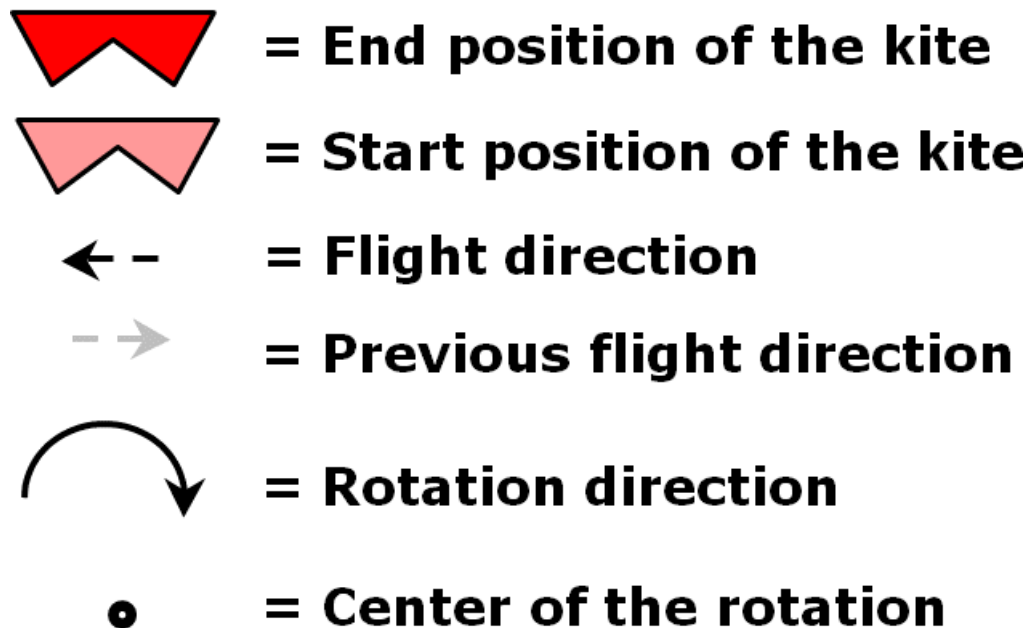 = End position of the kite
= Start position of the kite
= Flight direction
= Previous flight direction
= Rotation direction
= Center of the rotation